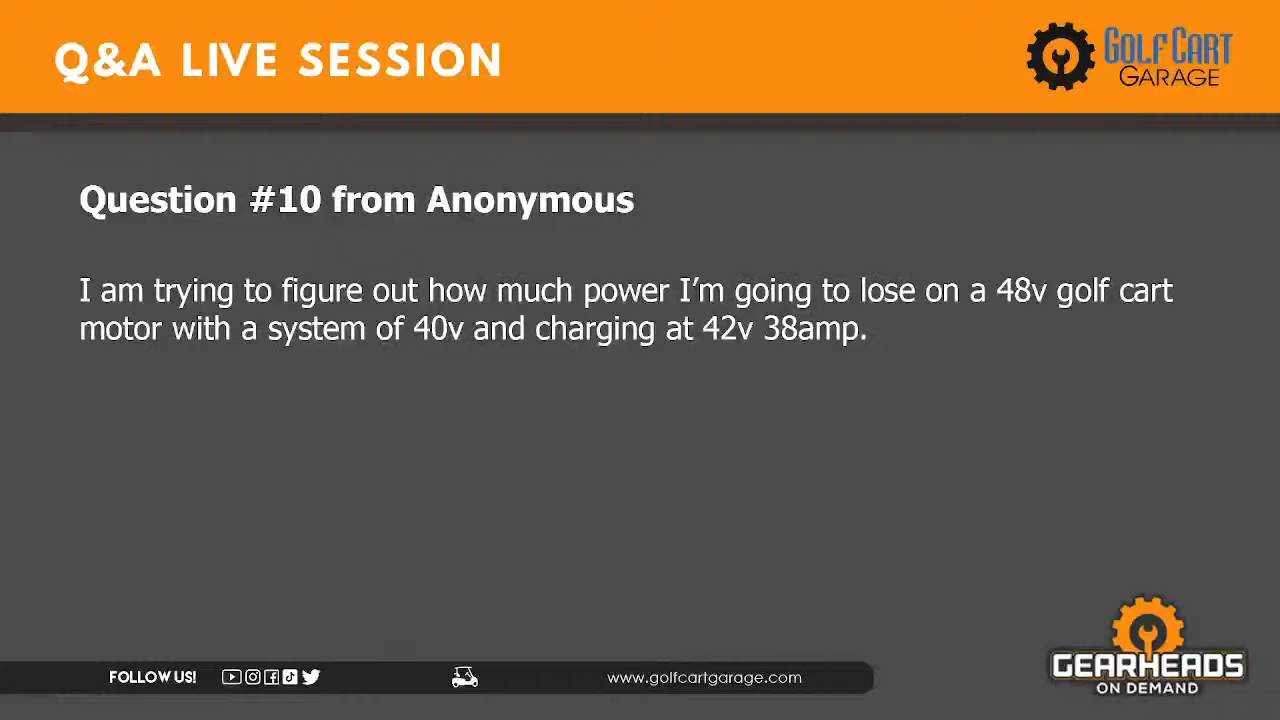 Q&A LIVE SESSION
GOLF CART
GARAGE
Question #10 from Anonymous
I am trying to figure out how much power I’m going to lose on a 48v golf cart
motor with a system of 40v and charging at 42v 38amp.
GEARHEADS
ON DEMAND
FOLLOW US!
www.golfcartgarage.com